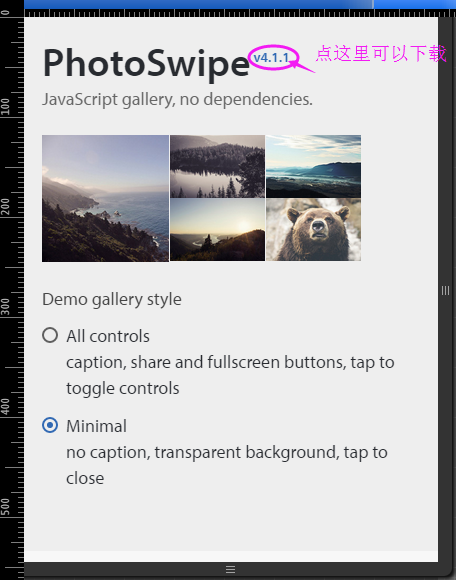 PhotoSwipe v4.1.1 点这里可以下载
JavaScript gallery, no dependencies.
Demo gallery style
All controls
caption, share and fullscreen buttons, tap to
toggle controls
Minimal
no caption, transparent background, tap to
close
0
100
200
300
400
500